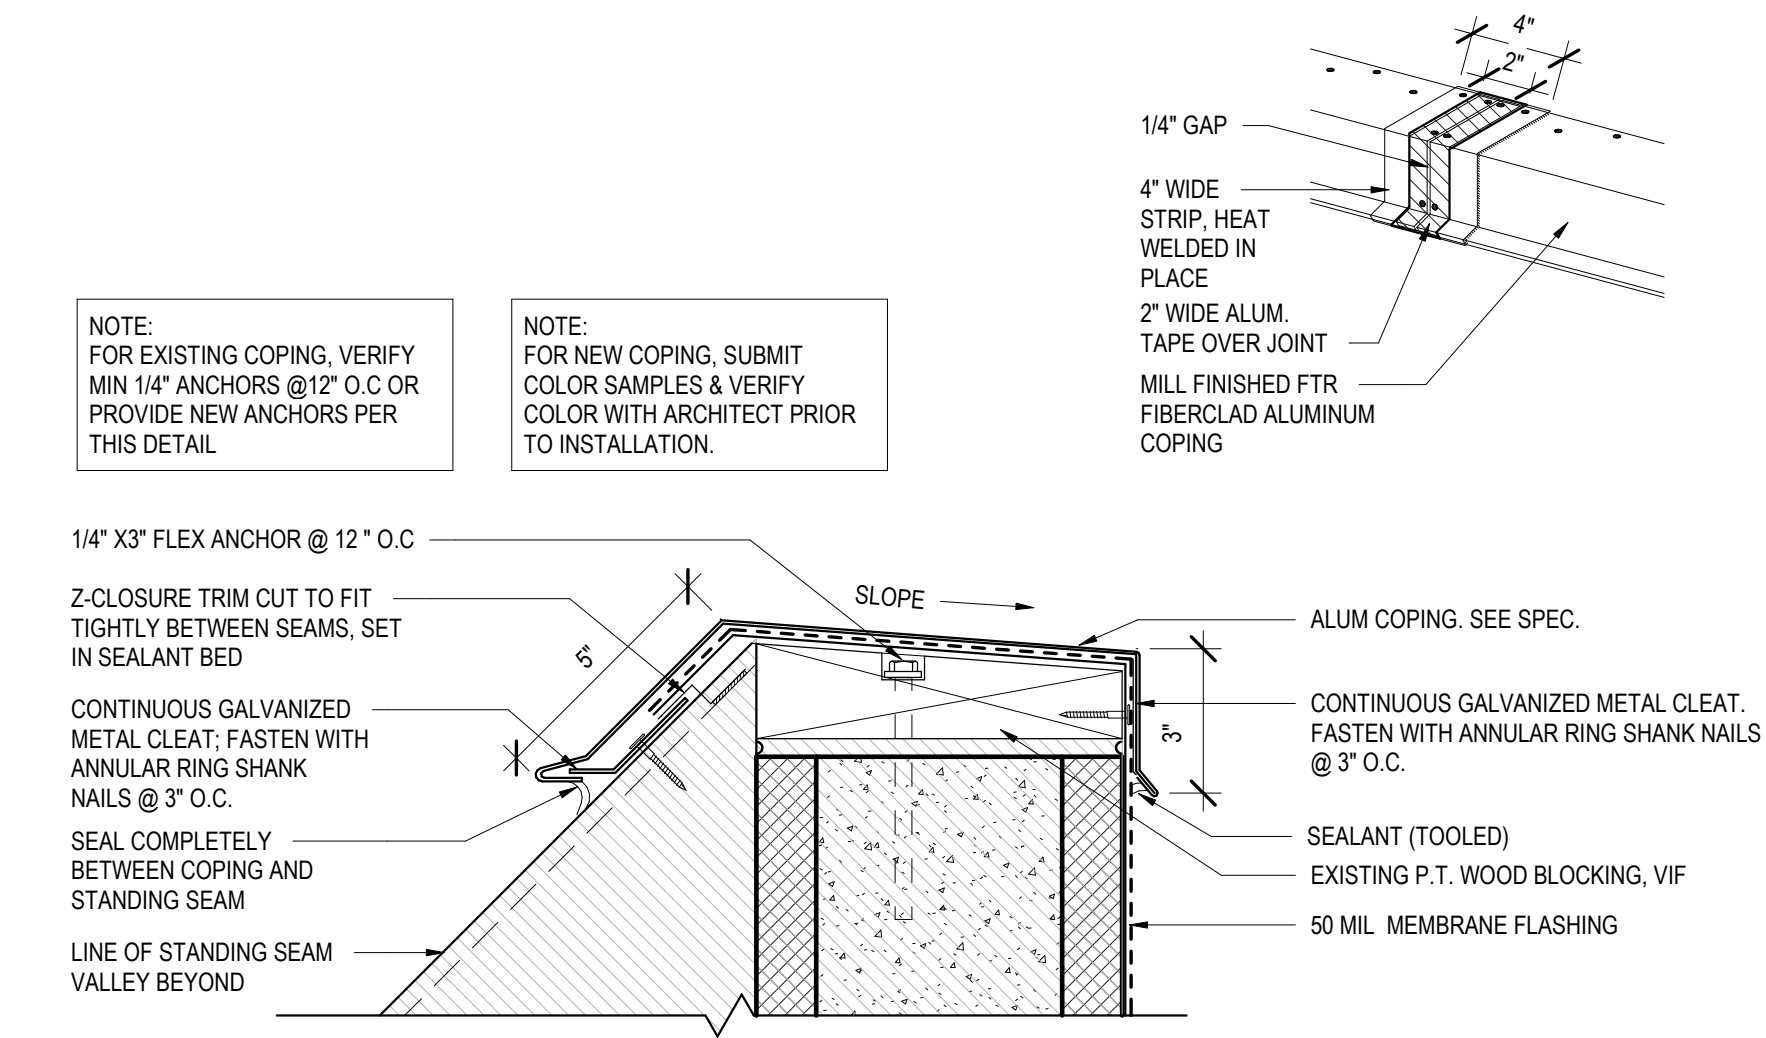 4"
2"
1/4" GAP
4" WIDE
STRIP, HEAT
WELDED IN
PLACE
2" WIDE ALUM.
TAPE OVER JOINT
MILL FINISHED FTR
FIBERCLAD ALUMINUM
COPING
NOTE:
FOR EXISTING COPING, VERIFY
MIN 1/4" ANCHORS @12" O.C OR
PROVIDE NEW ANCHORS PER
THIS DETAIL
NOTE:
FOR NEW COPING, SUBMIT
COLOR SAMPLES & VERIFY
COLOR WITH ARCHITECT PRIOR
TO INSTALLATION.
1/4" X3" FLEX ANCHOR @ 12 " O.C
Z-CLOSURE TRIM CUT TO FIT
TIGHTLY BETWEEN SEAMS, SET
IN SEALANT BED
CONTINUOUS GALVANIZED
METAL CLEAT; FASTEN WITH
ANNULAR RING SHANK
NAILS @ 3" O.C.
SEAL COMPLETELY
BETWEEN COPING AND
STANDING SEAM
LINE OF STANDING SEAM
VALLEY BEYOND
5"
SLOPE
3"
ALUM COPING. SEE SPEC.
CONTINUOUS GALVANIZED METAL CLEAT.
FASTEN WITH ANNULAR RING SHANK NAILS
@ 3" O.C.
SEALANT (TOOLED)
EXISTING P.T. WOOD BLOCKING, VIF
50 MIL  MEMBRANE FLASHING